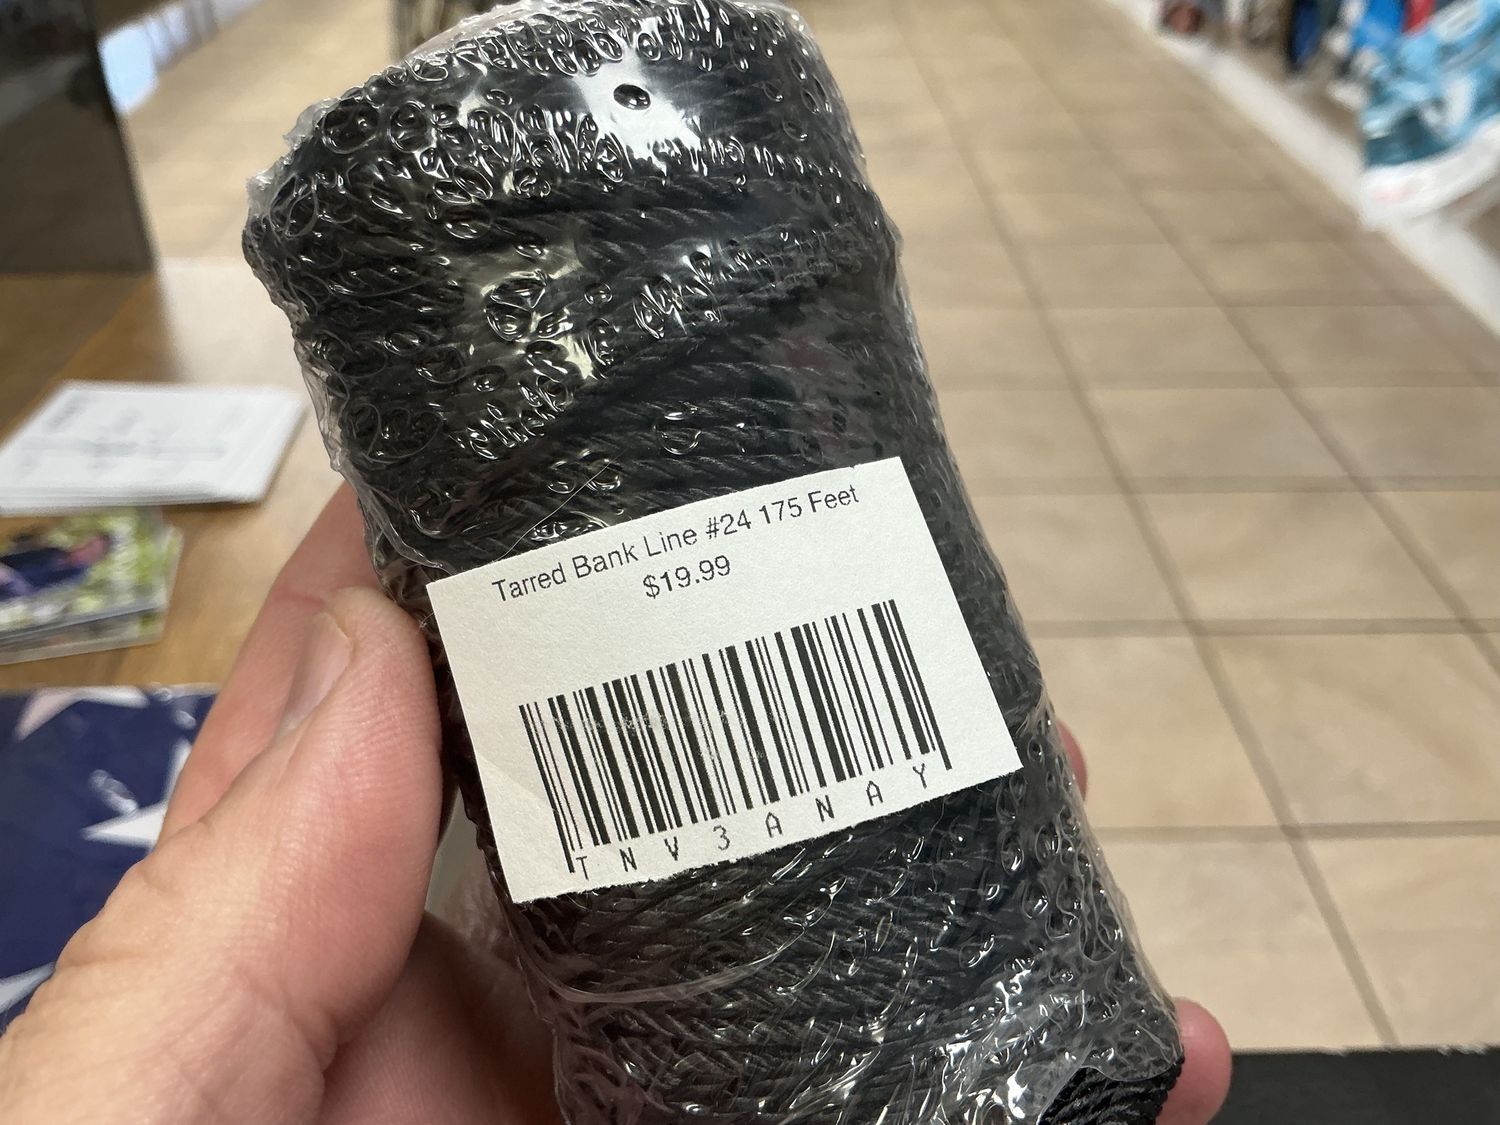 Tarred Bank Line #24 175 Feet
$19.99
TNV3ANAY